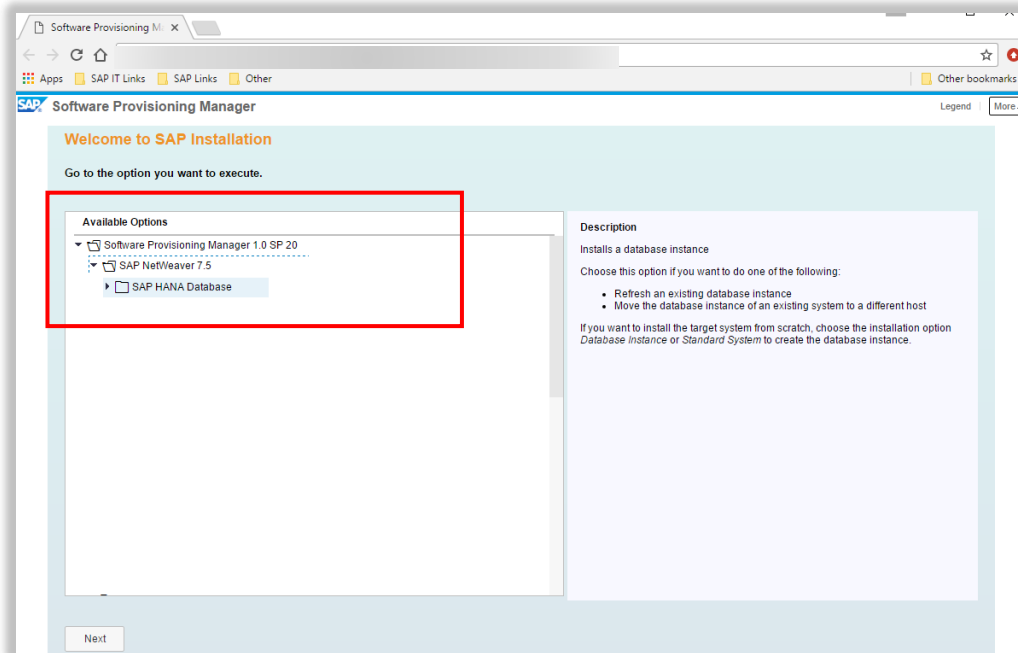 Software Provisioning M
Apps SAP IT Links SAP Links Other Other bookmarks
SAP Software Provisioning Manager Legend More
Welcome to SAP Installation
Go to the option you want to execute.
Available Options
Software Provisioning Manager 1.0 SP 20
SAP NetWeaver 7.5
SAP HANA Database
Description
Installs a database instance
Choose this option if you want to do one of the following:
• Refresh an existing database instance
• Move the database instance of an existing system to a different host
If you want to install the target system from scratch, choose the installation option
Database Instance or Standard System to create the database instance.
Next